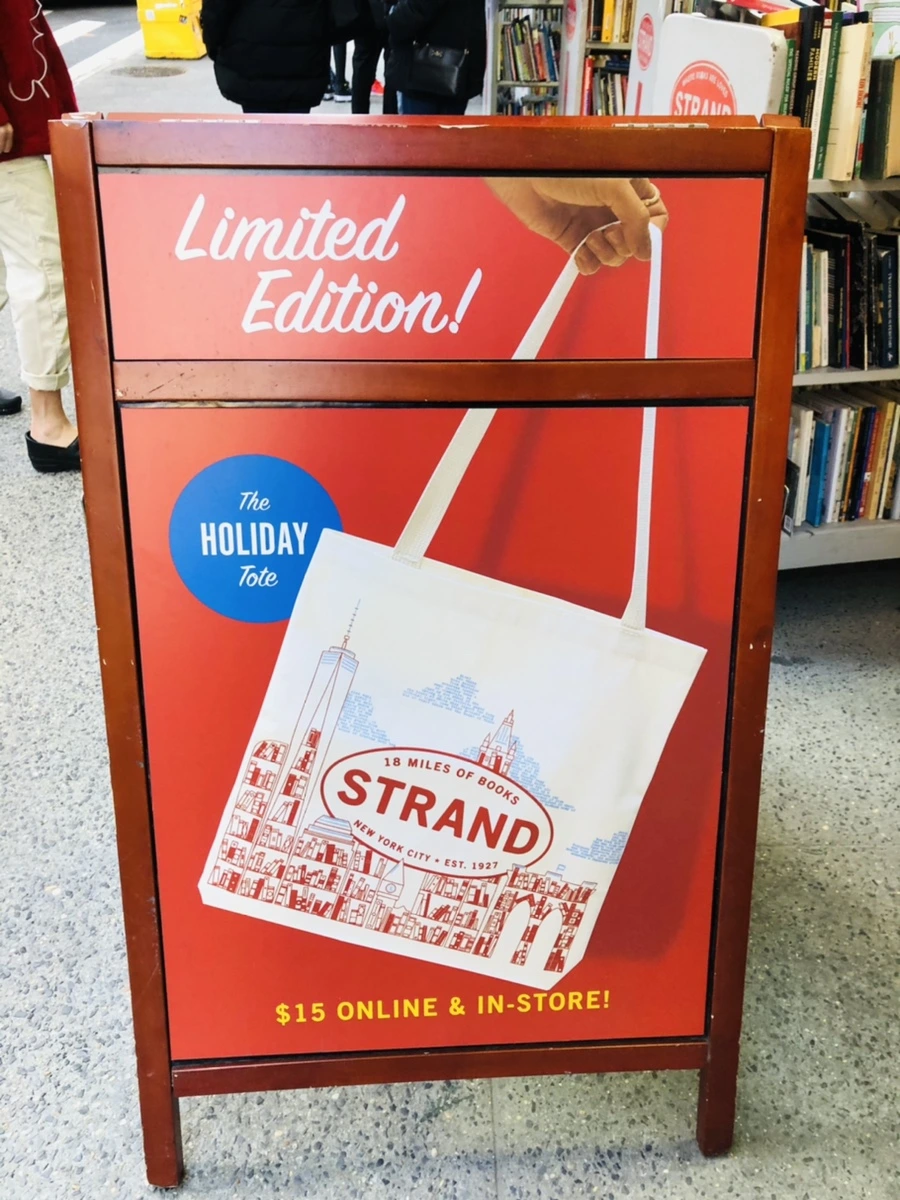 STRAND
Limited
Edition!
The
HOLIDAY
Tote
18 MILES OF BOOKS
STRAND
NEW YORK CITY • EST. 1927
$15 ONLINE & IN-STORE!